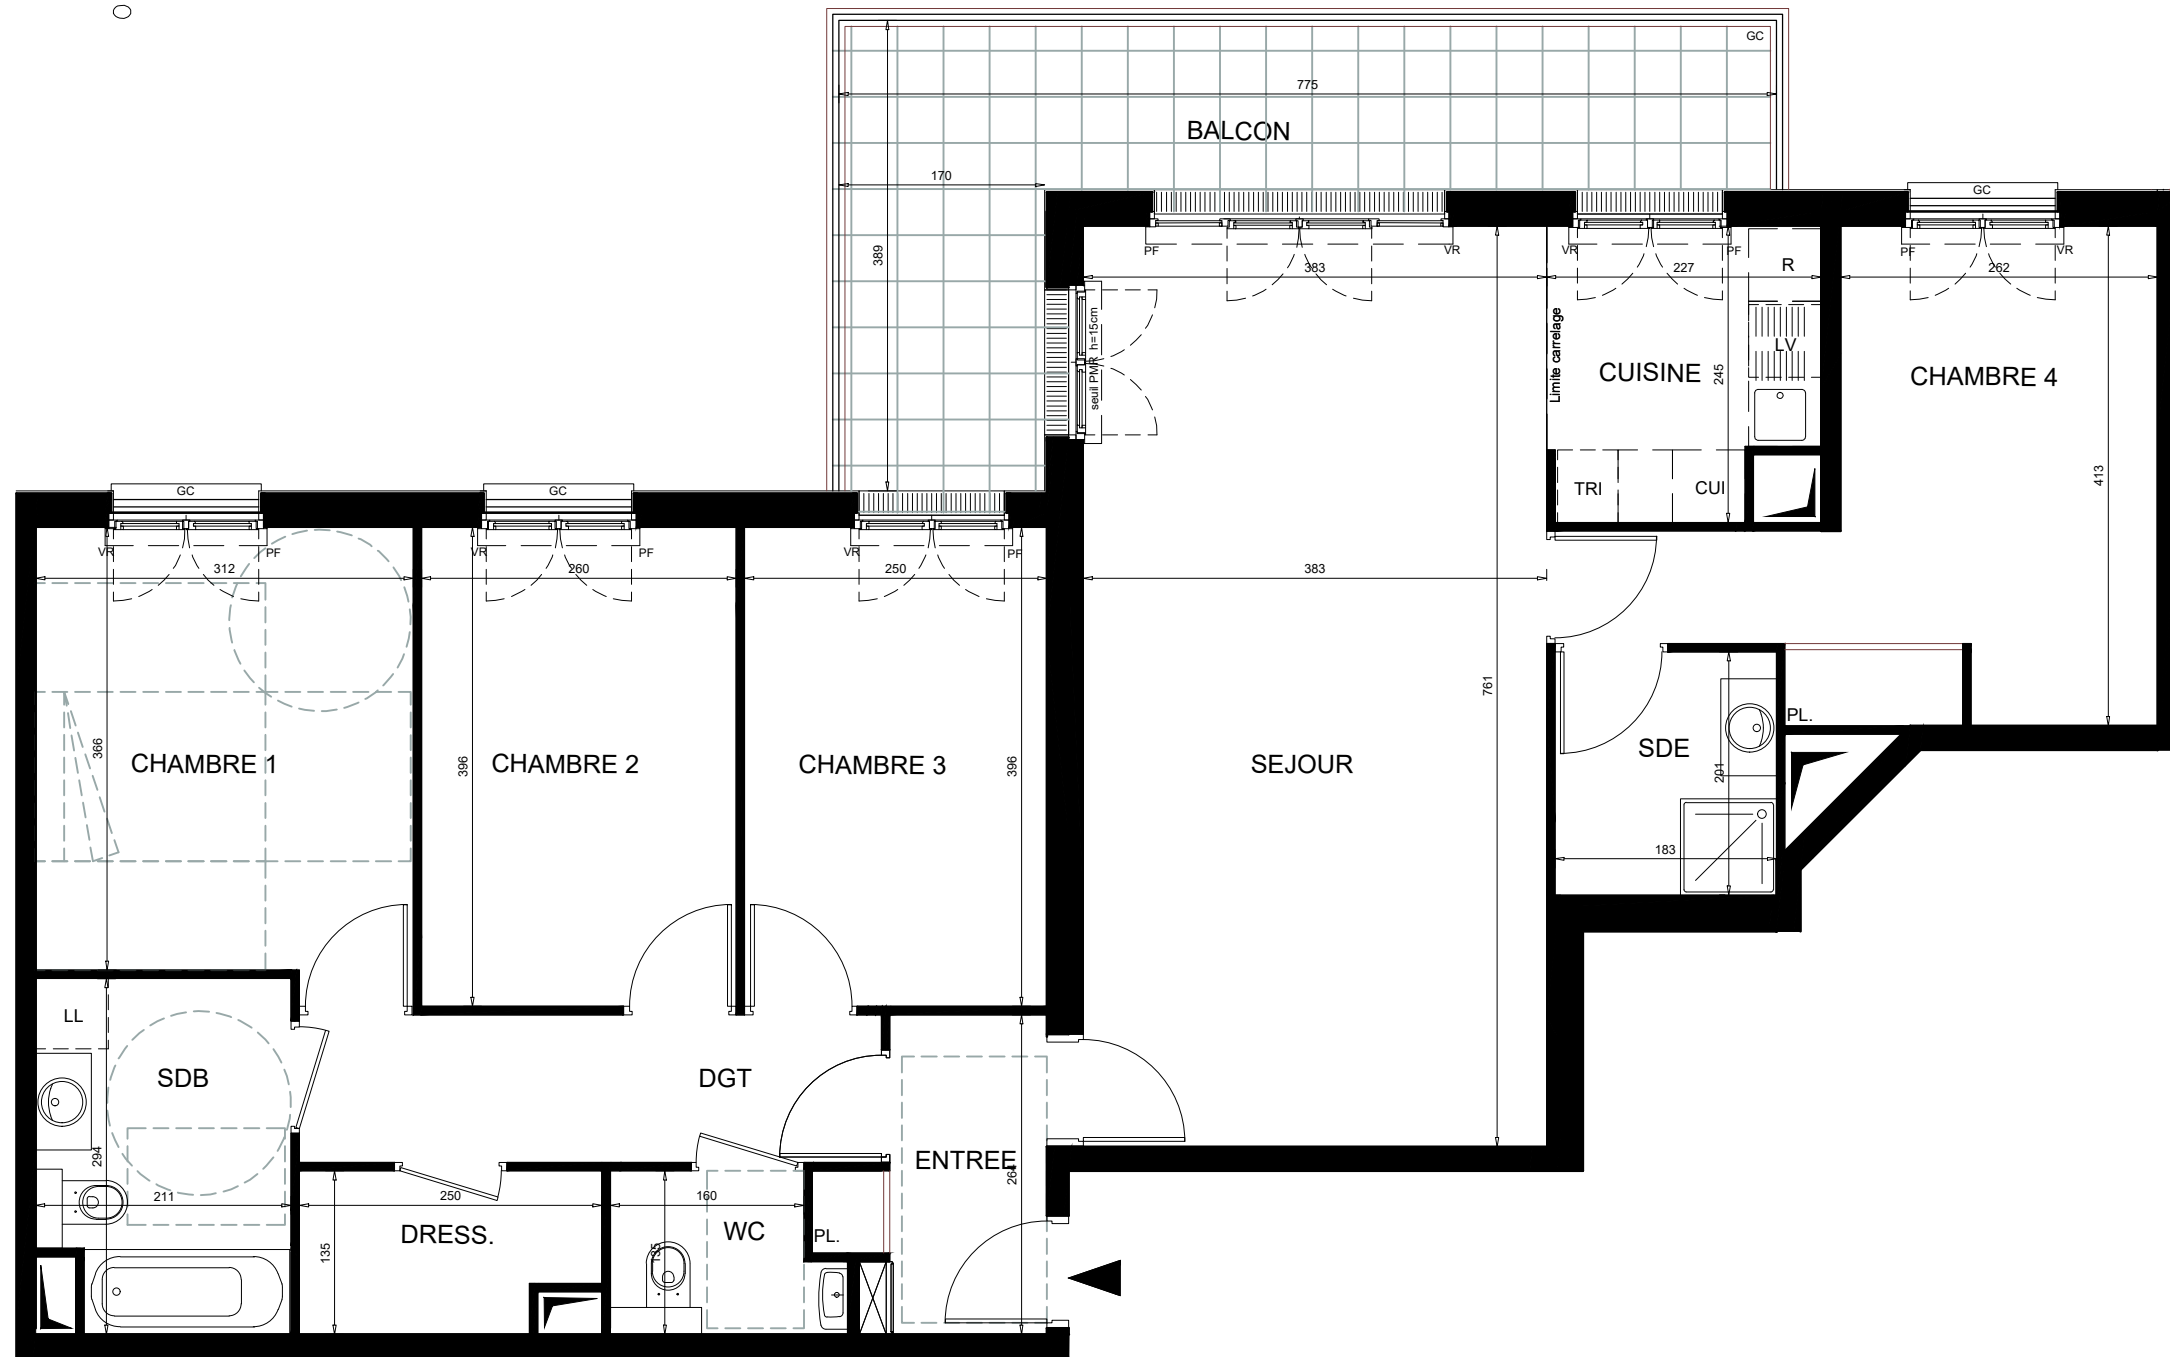 GC
775
BALCON
170
GC
389
PF
VR
VR
PF
PF
VR
383
227
R
262
seuil PMR h=15cm
Limite carrelage
LV
CUISINE
245
CHAMBRE 4
413
TRI
CUI
GC
GC
VR
PF
VR
PF
VR
PF
312
260
250
383
761
366
CHAMBRE 1
396
CHAMBRE 2
CHAMBRE 3
396
SEJOUR
SDE
PL.
201
183
LL
SDB
DGT
294
ENTREE
264
211
250
160
135
DRESS.
135
WC
PL.